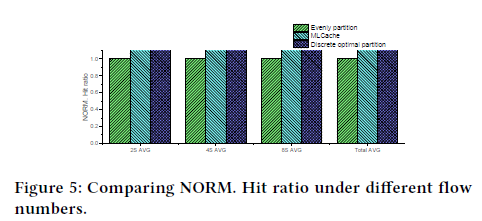 Evenly partition
MLCache
Discrete optimal partition
NORM. Hit ratio
1.0
0.8
0.6
0.4
0.2
0.0
2S AVG
4S AVG
8S AVG
Total AVG
Figure 5: Comparing NORM. Hit ratio under different flow
numbers.